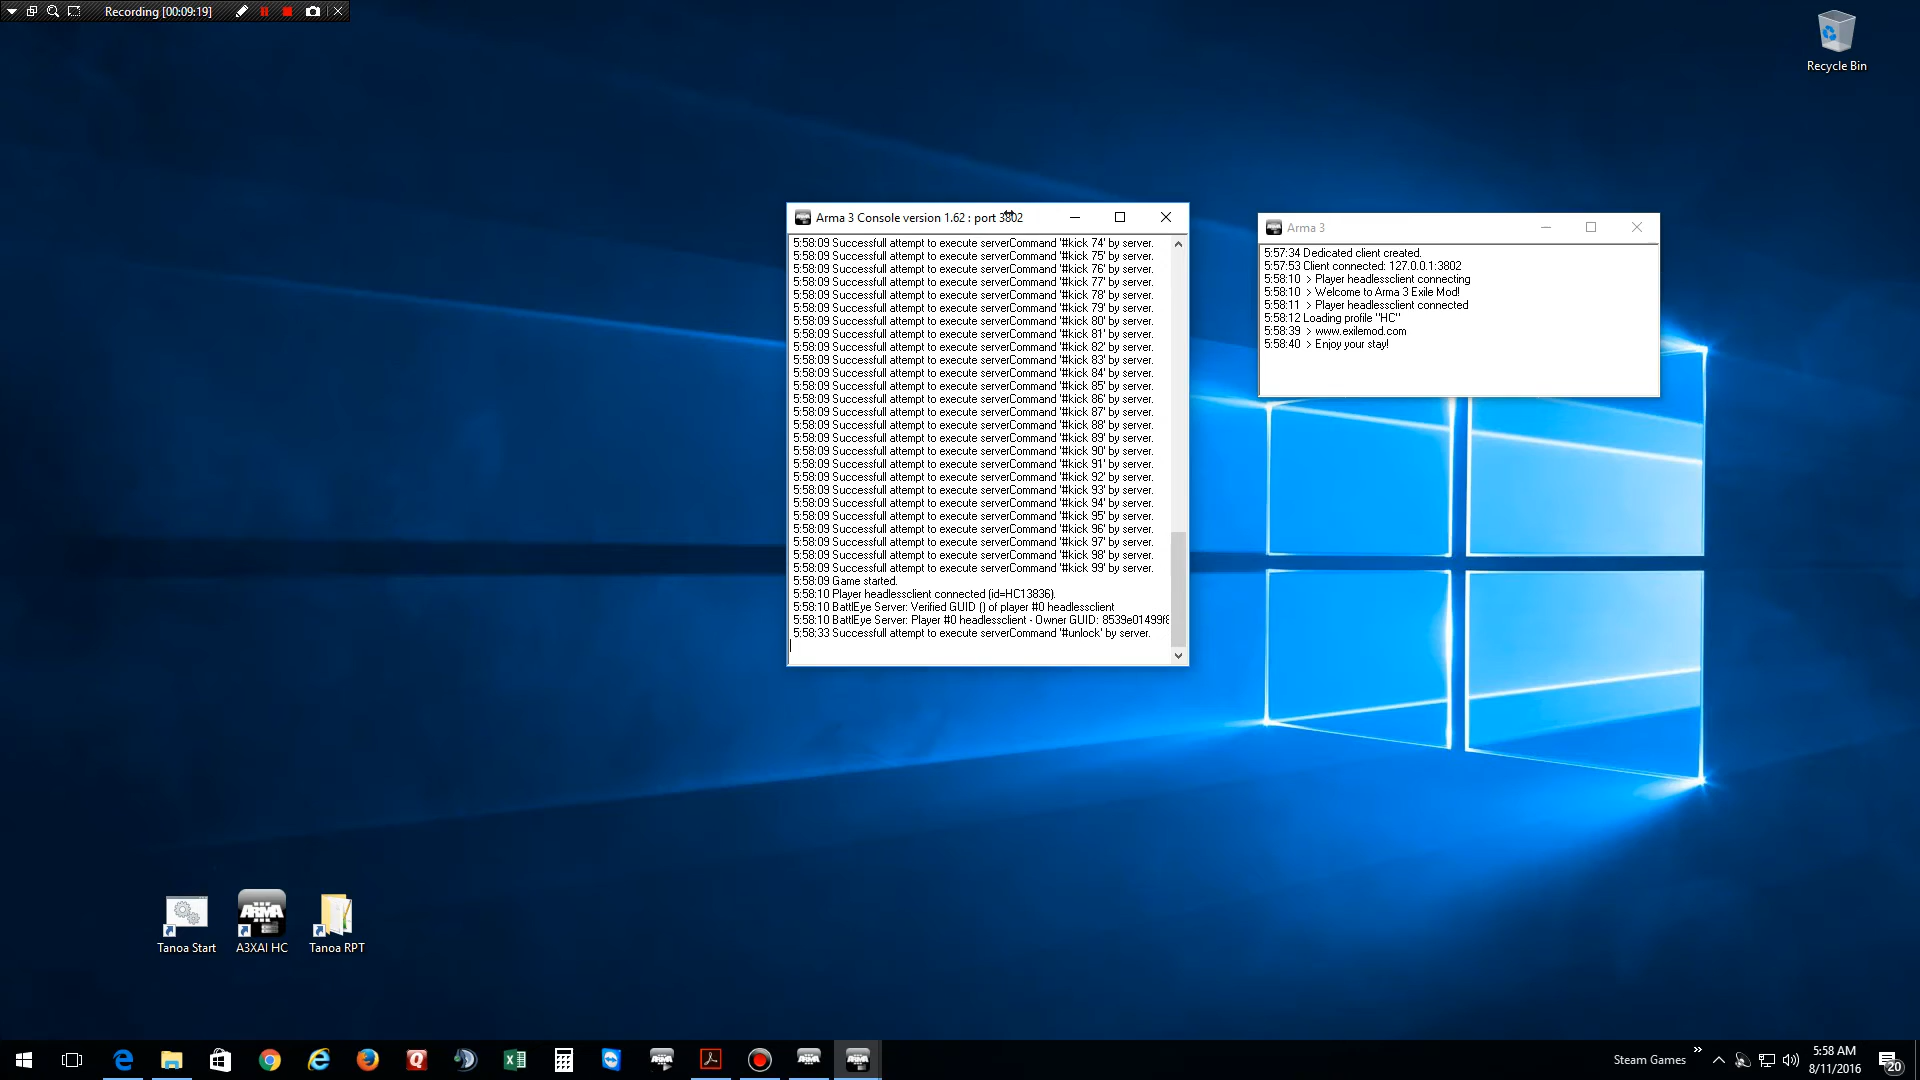 Recording [00:09:19]
Recycle Bin
Arma 3 Console version 1.62 : port 3802
5:58:09 Successfull attempt to execute serverCommand '#kick 74' by server.
5:58:09 Successfull attempt to execute serverCommand '#kick 75' by server.
5:58:09 Successfull attempt to execute serverCommand '#kick 76' by server.
5:58:09 Successfull attempt to execute serverCommand '#kick 77' by server.
5:58:09 Successfull attempt to execute serverCommand '#kick 78' by server.
5:58:09 Successfull attempt to execute serverCommand '#kick 79' by server.
5:58:09 Successfull attempt to execute serverCommand '#kick 80' by server.
5:58:09 Successfull attempt to execute serverCommand '#kick 81' by server.
5:58:09 Successfull attempt to execute serverCommand '#kick 82' by server.
5:58:09 Successfull attempt to execute serverCommand '#kick 83' by server.
5:58:09 Successfull attempt to execute serverCommand '#kick 84' by server.
5:58:09 Successfull attempt to execute serverCommand '#kick 85' by server.
5:58:09 Successfull attempt to execute serverCommand '#kick 86' by server.
5:58:09 Successfull attempt to execute serverCommand '#kick 87' by server.
5:58:09 Successfull attempt to execute serverCommand '#kick 88' by server.
5:58:09 Successfull attempt to execute serverCommand '#kick 89' by server.
5:58:09 Successfull attempt to execute serverCommand '#kick 90' by server.
5:58:09 Successfull attempt to execute serverCommand '#kick 91' by server.
5:58:09 Successfull attempt to execute serverCommand '#kick 92' by server.
5:58:09 Successfull attempt to execute serverCommand '#kick 93' by server.
5:58:09 Successfull attempt to execute serverCommand '#kick 94' by server.
5:58:09 Successfull attempt to execute serverCommand '#kick 95' by server.
5:58:09 Successfull attempt to execute serverCommand '#kick 96' by server.
5:58:09 Successfull attempt to execute serverCommand '#kick 97' by server.
5:58:09 Successfull attempt to execute serverCommand '#kick 98' by server.
5:58:09 Successfull attempt to execute serverCommand '#kick 99' by server.
5:58:09 Game started.
5:58:10 Player headlessclient connected (id=HC13836).
5:58:10 BattlEye Server: Verified GUID () of player #0 headlessclient
5:58:10 BattlEye Server: Player #0 headlessclient - Owner GUID: 8539e01499f8
5:58:33 Successfull attempt to execute serverCommand '#unlock' by server.
Arma 3
5:57:34 Dedicated client created.
5:57:53 Client connected: 127.0.0.1:3802
5:58:10 > Player headlessclient connecting
5:58:10 > Welcome to Arma 3 Exile Mod!
5:58:11 > Player headlessclient connected
5:58:12 Loading profile "HC"
5:58:39 > www.exilemod.com
5:58:40 > Enjoy your stay!
ARMA
Tanoa Start
A3XAI HC
Tanoa RPT
Steam Games
5:58 AM
8/11/2016
20